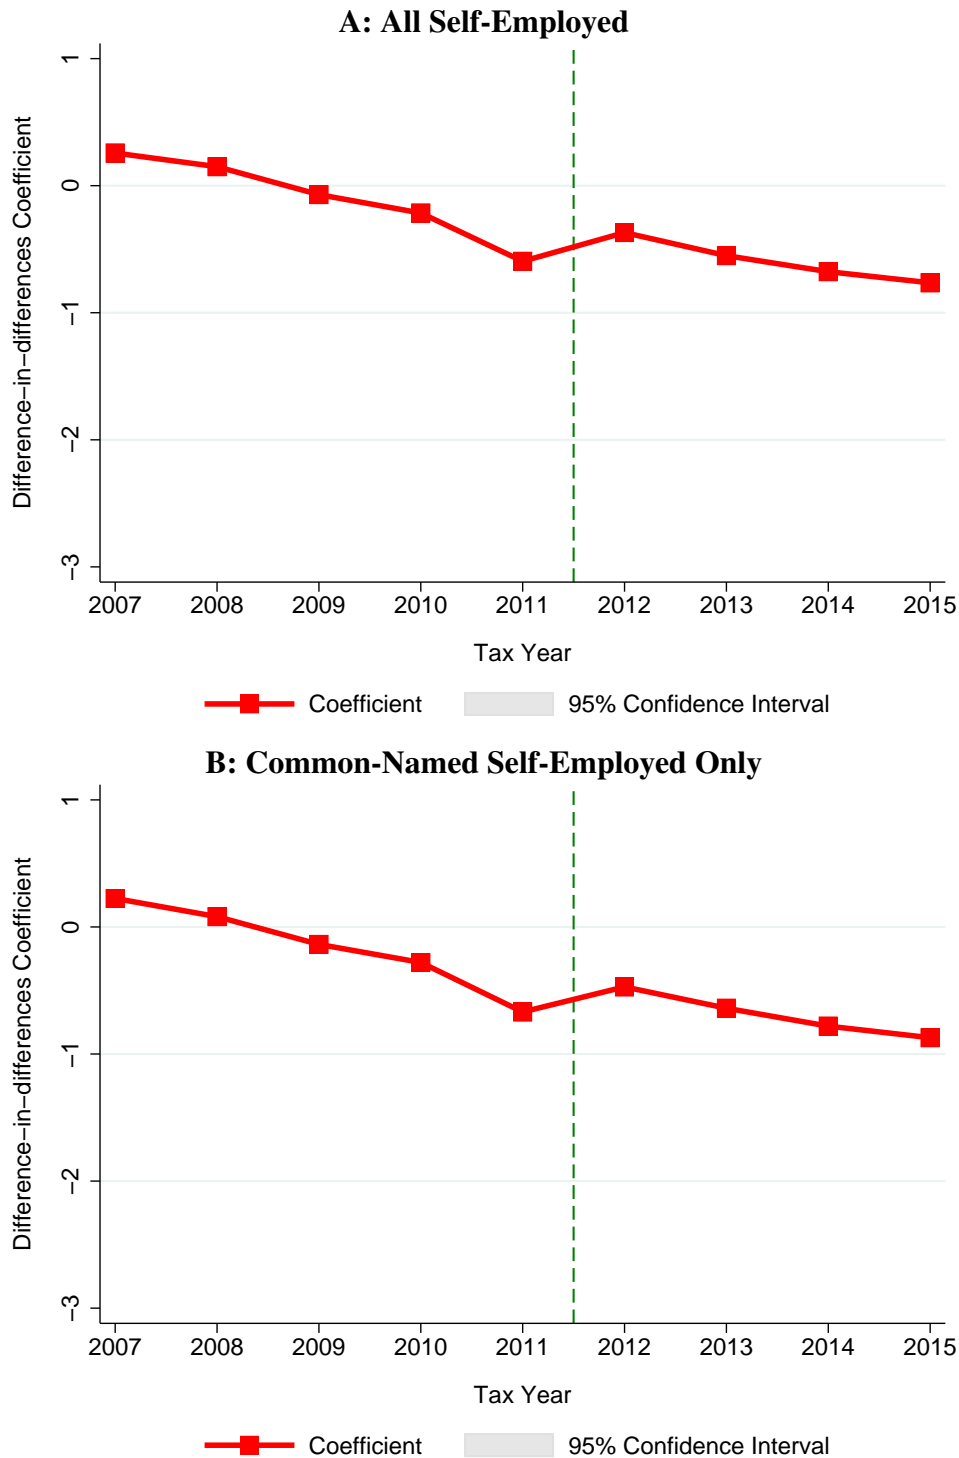 A: All Self-Employed
Difference−in−differences Coefficient
1
0
−1
−2
−3
2007 2008 2009 2010 2011 2012 2013 2014 2015
Tax Year
Coefficient 95% Confidence Interval
B: Common-Named Self-Employed Only
Difference−in−differences Coefficient
1
0
−1
−2
−3
2007 2008 2009 2010 2011 2012 2013 2014 2015
Tax Year
Coefficient 95% Confidence Interval